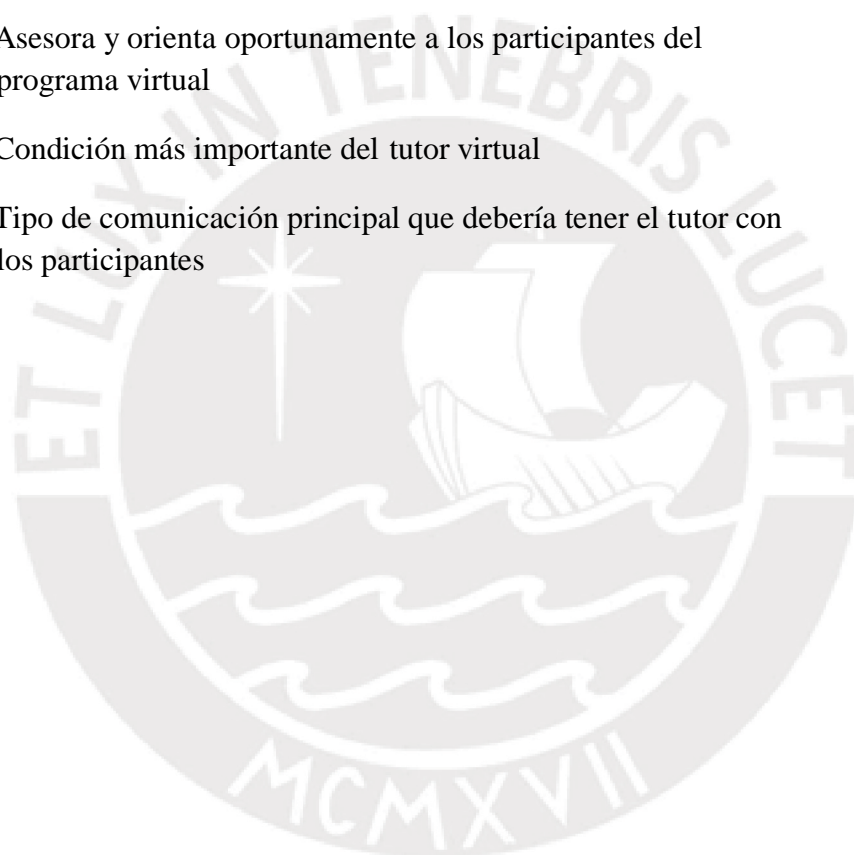 Asesora y orienta oportunamente a los participantes del
programa virtual
Condición más importante del tutor virtual
Tipo de comunicación principal que debería tener el tutor con
los participantes
ET LUX IN TENEBRIS LUCET
MCMXVII